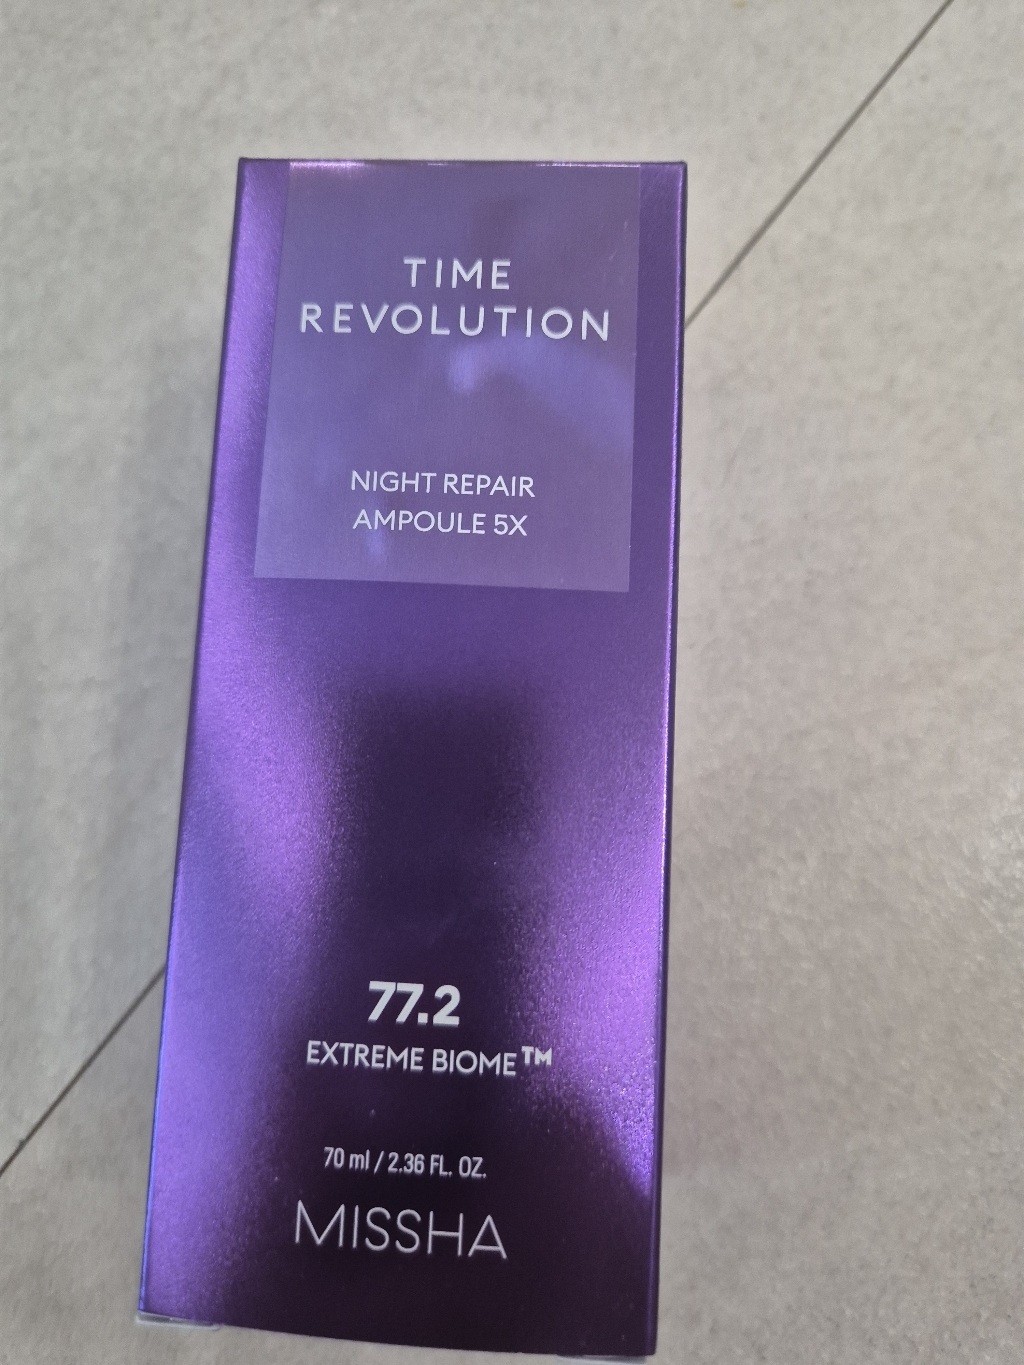 TIME
REVOLUTION
NIGHT REPAIR
AMPOULE 5X
77.2
EXTREME BIOME™
70 ml / 2.36 FL. OZ.
MISSHA